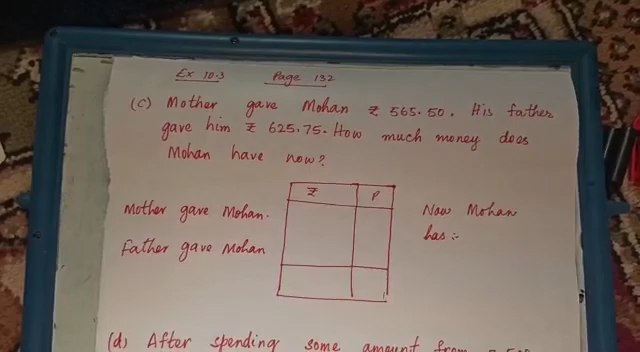 Ex 10.3 Page 132
(c) Mother gave Mohan ₹ 565.50. His father
gave him ₹ 625.75. How much money does
Mohan have now?
₹ P
Mother gave Mohan. Now Mohan
has :-
Father gave Mohan
(d) After spending some amount from